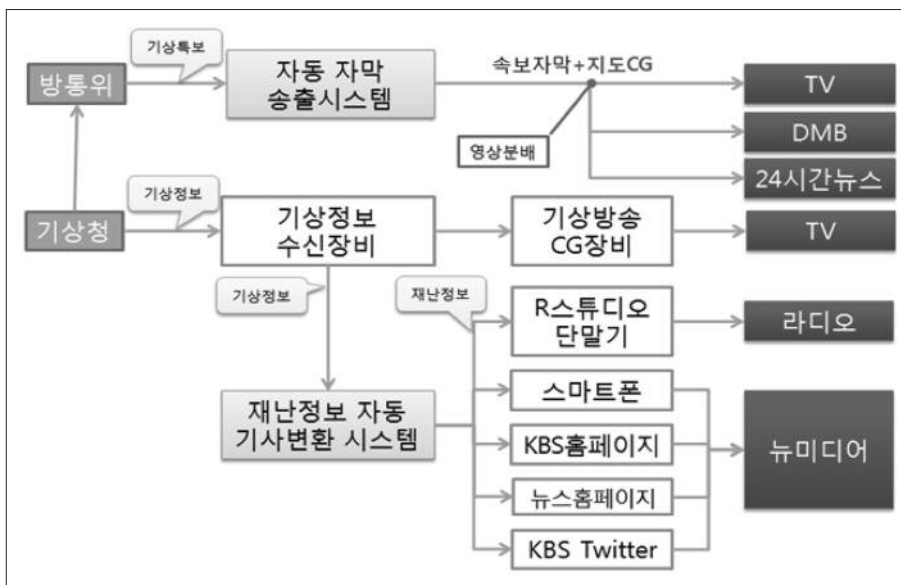 기상특보
방통위
자동 자막
송출시스템
속보자막+지도CG
TV
DMB
영상분배
24시간뉴스
기상정보
기상청
기상정보
수신장비
기상방송
CG장비
TV
기상정보
재난정보
R스튜디오
단말기
라디오
재난정보 자동
기사변환 시스템
스마트폰
KBS홈페이지
뉴미디어
뉴스홈페이지
KBS Twitter